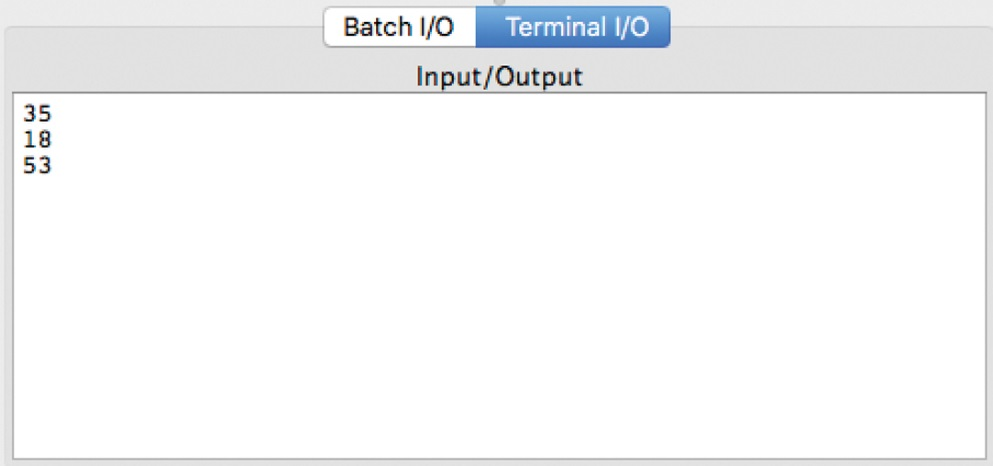 Batch I/O Terminal I/O
Input/Output
35
18
53